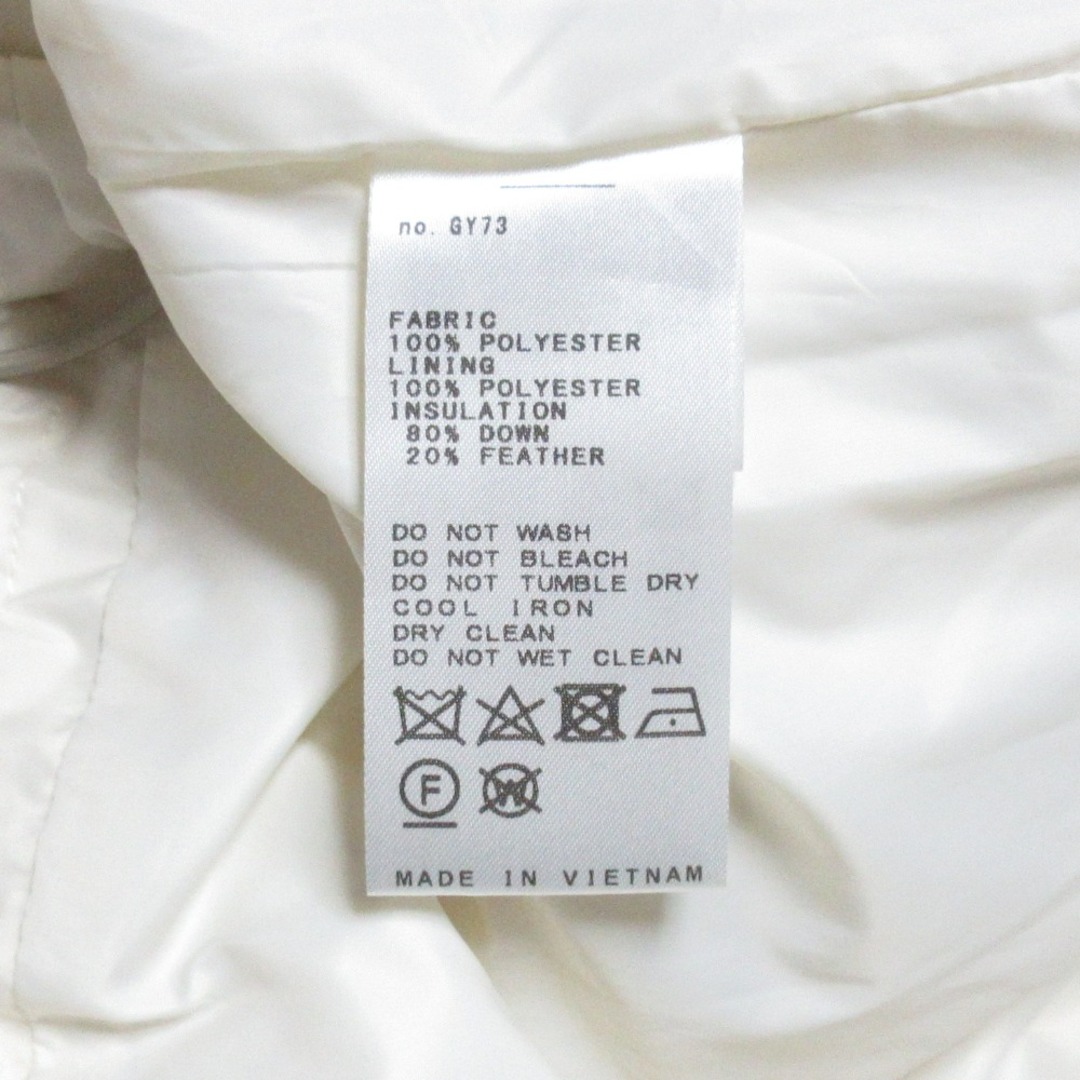 no. GY73
FABRIC
100% POLYESTER
LINING
100% POLYESTER
INSULATION
80% DOWN
20% FEATHER
DO NOT WASH
DO NOT BLEACH
DO NOT TUMBLE DRY
COOL IRON
DRY CLEAN
DO NOT WET CLEAN
F W
MADE IN VIETNAM